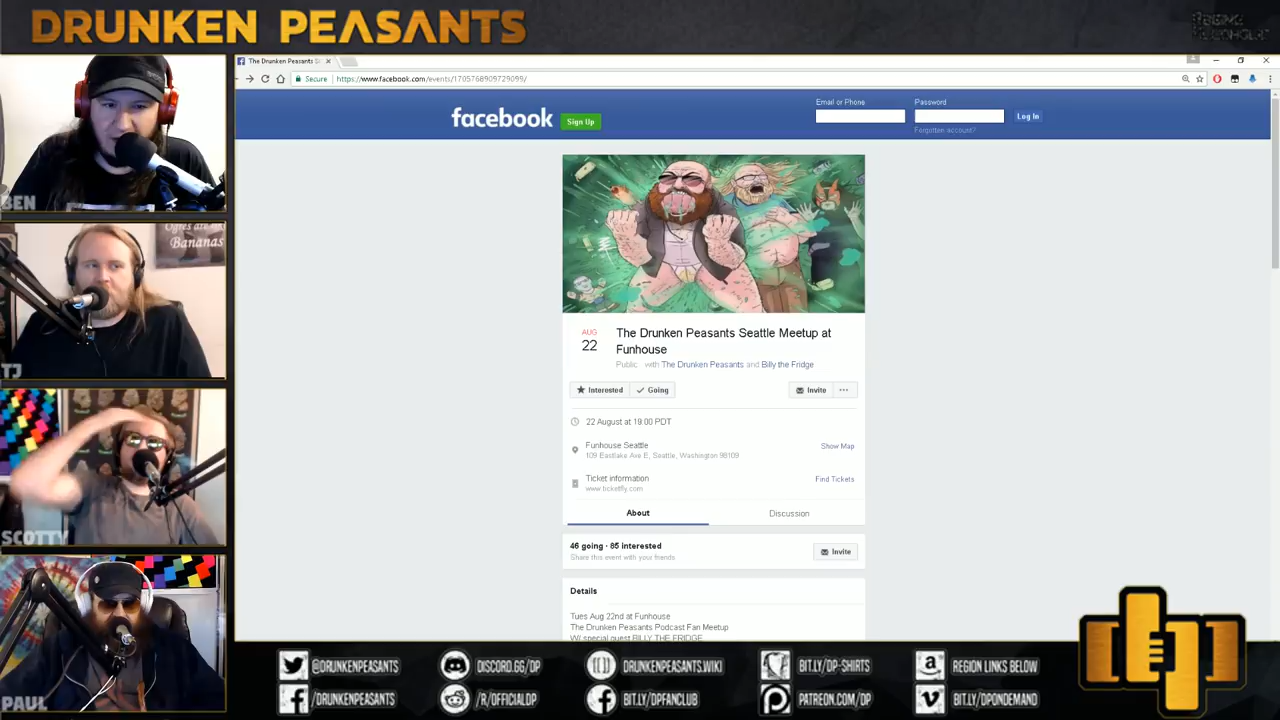 DRUNKEN PEASANTS
The Drunken Peasants S
Secure
https://www.facebook.com/events/1705768909729099/
facebook
Sign Up
Email or Phone
Password
Log In
Forgotten account?
BEN
Ogres are
Bananas
TJ
SCOTTY
PAUL
AUG
22
The Drunken Peasants Seattle Meetup at
Funhouse
Public · with The Drunken Peasants and Billy the Fridge
Interested
Going
Invite
22 August at 19:00 PDT
Funhouse Seattle
109 Eastlake Ave E, Seattle, Washington 98109
Show Map
Ticket information
www.ticketfly.com
Find Tickets
About
Discussion
46 going · 85 interested
Share this event with your friends
Invite
Details
Tues Aug 22nd at Funhouse
The Drunken Peasants Podcast Fan Meetup
W/ special guest BILLY THE FRIDGE
@DRUNKENPEASANTS
DISCORD.GG/DP
DRUNKENPEASANTS.WIKI
BIT.LY/DP-SHIRTS
REGION LINKS BELOW
/DRUNKENPEASANTS
/R/OFFICIALDP
BIT.LY/DPFANCLUB
PATREON.COM/DP
BIT.LY/DPONDEMAND